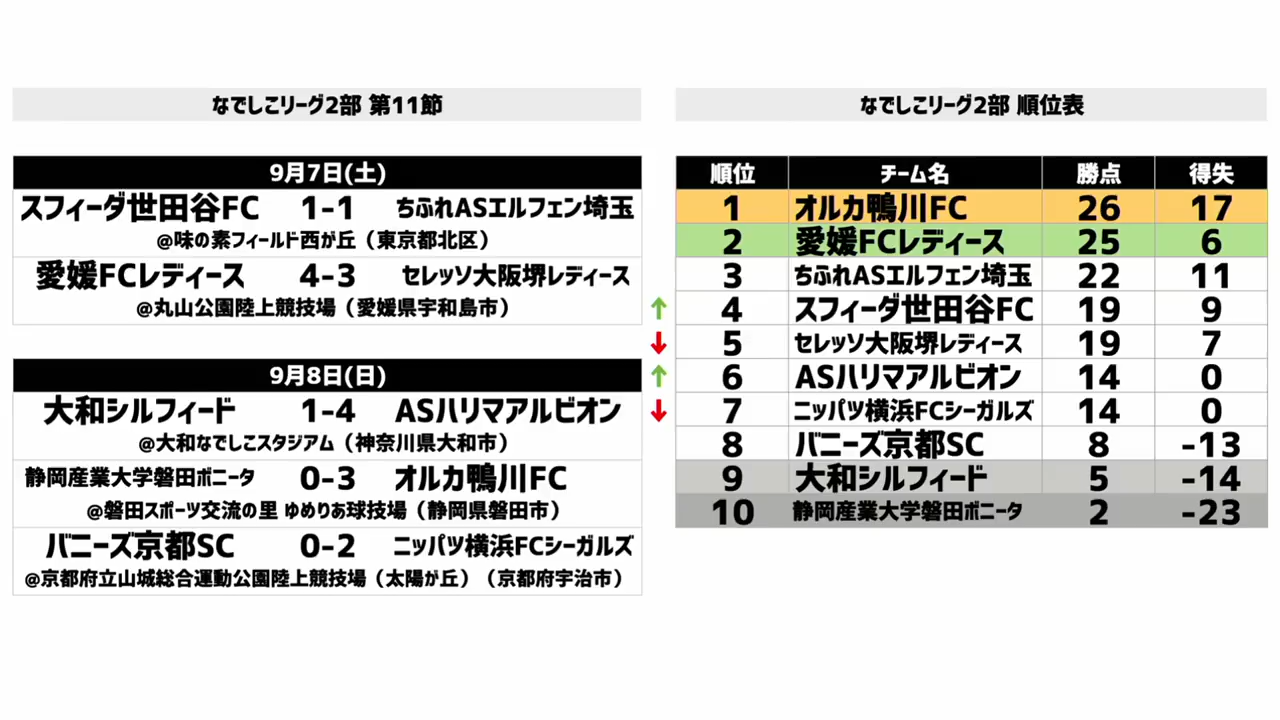 なでしこリーグ2部 第11節
9月7日(土)
スフィーダ世田谷FC 1-1 ちふれASエルフェン埼玉
@味の素フィールド西が丘（東京都北区）
愛媛FCレディース 4-3 セレッソ大阪堺レディース
@丸山公園陸上競技場（愛媛県宇和島市）
9月8日(日)
大和シルフィード 1-4 ASハリマアルビオン
@大和なでしこスタジアム（神奈川県大和市）
静岡産業大学磐田ボニータ 0-3 オルカ鴨川FC
@磐田スポーツ交流の里 ゆめりあ球技場（静岡県磐田市）
バニーズ京都SC 0-2 ニッパツ横浜FCシーガルズ
@京都府立山城総合運動公園陸上競技場（太陽が丘）（京都府宇治市）
なでしこリーグ2部 順位表
順位 チーム名 勝点 得失
1 オルカ鴨川FC 26 17
2 愛媛FCレディース 25 6
3 ちふれASエルフェン埼玉 22 11
↑ 4 スフィーダ世田谷FC 19 9
↓ 5 セレッソ大阪堺レディース 19 7
↑ 6 ASハリマアルビオン 14 0
↓ 7 ニッパツ横浜FCシーガルズ 14 0
8 バニーズ京都SC 8 -13
9 大和シルフィード 5 -14
10 静岡産業大学磐田ボニータ 2 -23